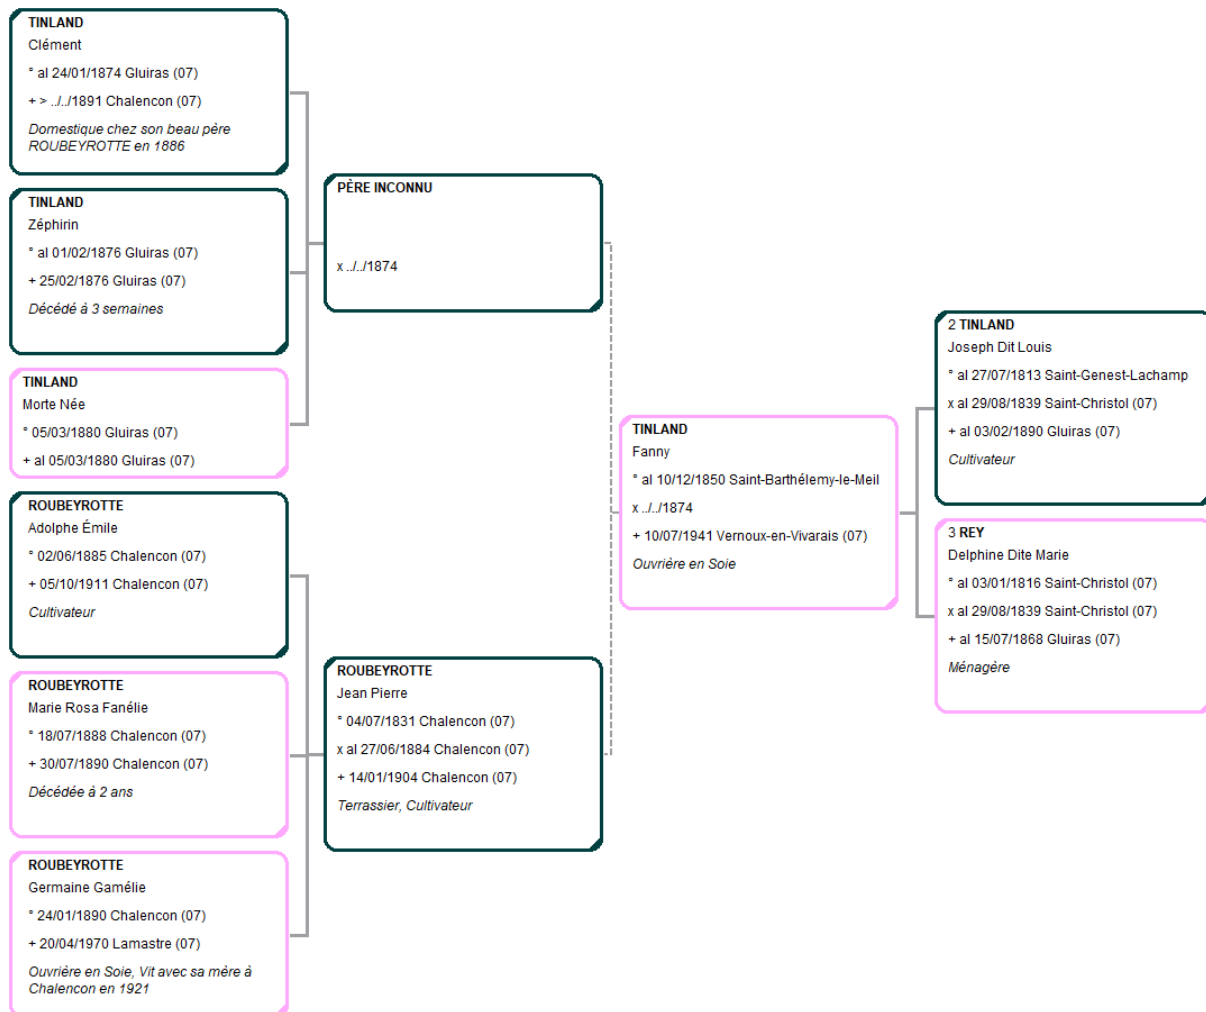 TINLAND
Clément
° al 24/01/1874 Gluiras (07)
+ > ../../1891 Chalencon (07)
Domestique chez son beau père
ROUBEYROTTE en 1886
TINLAND
Zéphirin
° al 01/02/1876 Gluiras (07)
+ 25/02/1876 Gluiras (07)
Décédé à 3 semaines
TINLAND
Morte Née
° 05/03/1880 Gluiras (07)
+ al 05/03/1880 Gluiras (07)
ROUBEYROTTE
Adolphe Émile
° 02/06/1885 Chalencon (07)
+ 05/10/1911 Chalencon (07)
Cultivateur
ROUBEYROTTE
Marie Rosa Fanélie
° 18/07/1888 Chalencon (07)
+ 30/07/1890 Chalencon (07)
Décédée à 2 ans
ROUBEYROTTE
Germaine Gamélie
° 24/01/1890 Chalencon (07)
+ 20/04/1970 Lamastre (07)
Ouvrière en Soie, Vit avec sa mère à
Chalencon en 1921
PÈRE INCONNU
x ../../1874
ROUBEYROTTE
Jean Pierre
° 04/07/1831 Chalencon (07)
x al 27/06/1884 Chalencon (07)
+ 14/01/1904 Chalencon (07)
Terrassier, Cultivateur
TINLAND
Fanny
° al 10/12/1850 Saint-Barthélemy-le-Meil
x ../../1874
+ 10/07/1941 Vernoux-en-Vivarais (07)
Ouvrière en Soie
2 TINLAND
Joseph Dit Louis
° al 27/07/1813 Saint-Genest-Lachamp
x al 29/08/1839 Saint-Christol (07)
+ al 03/02/1890 Gluiras (07)
Cultivateur
3 REY
Delphine Dite Marie
° al 03/01/1816 Saint-Christol (07)
x al 29/08/1839 Saint-Christol (07)
+ al 15/07/1868 Gluiras (07)
Ménagère